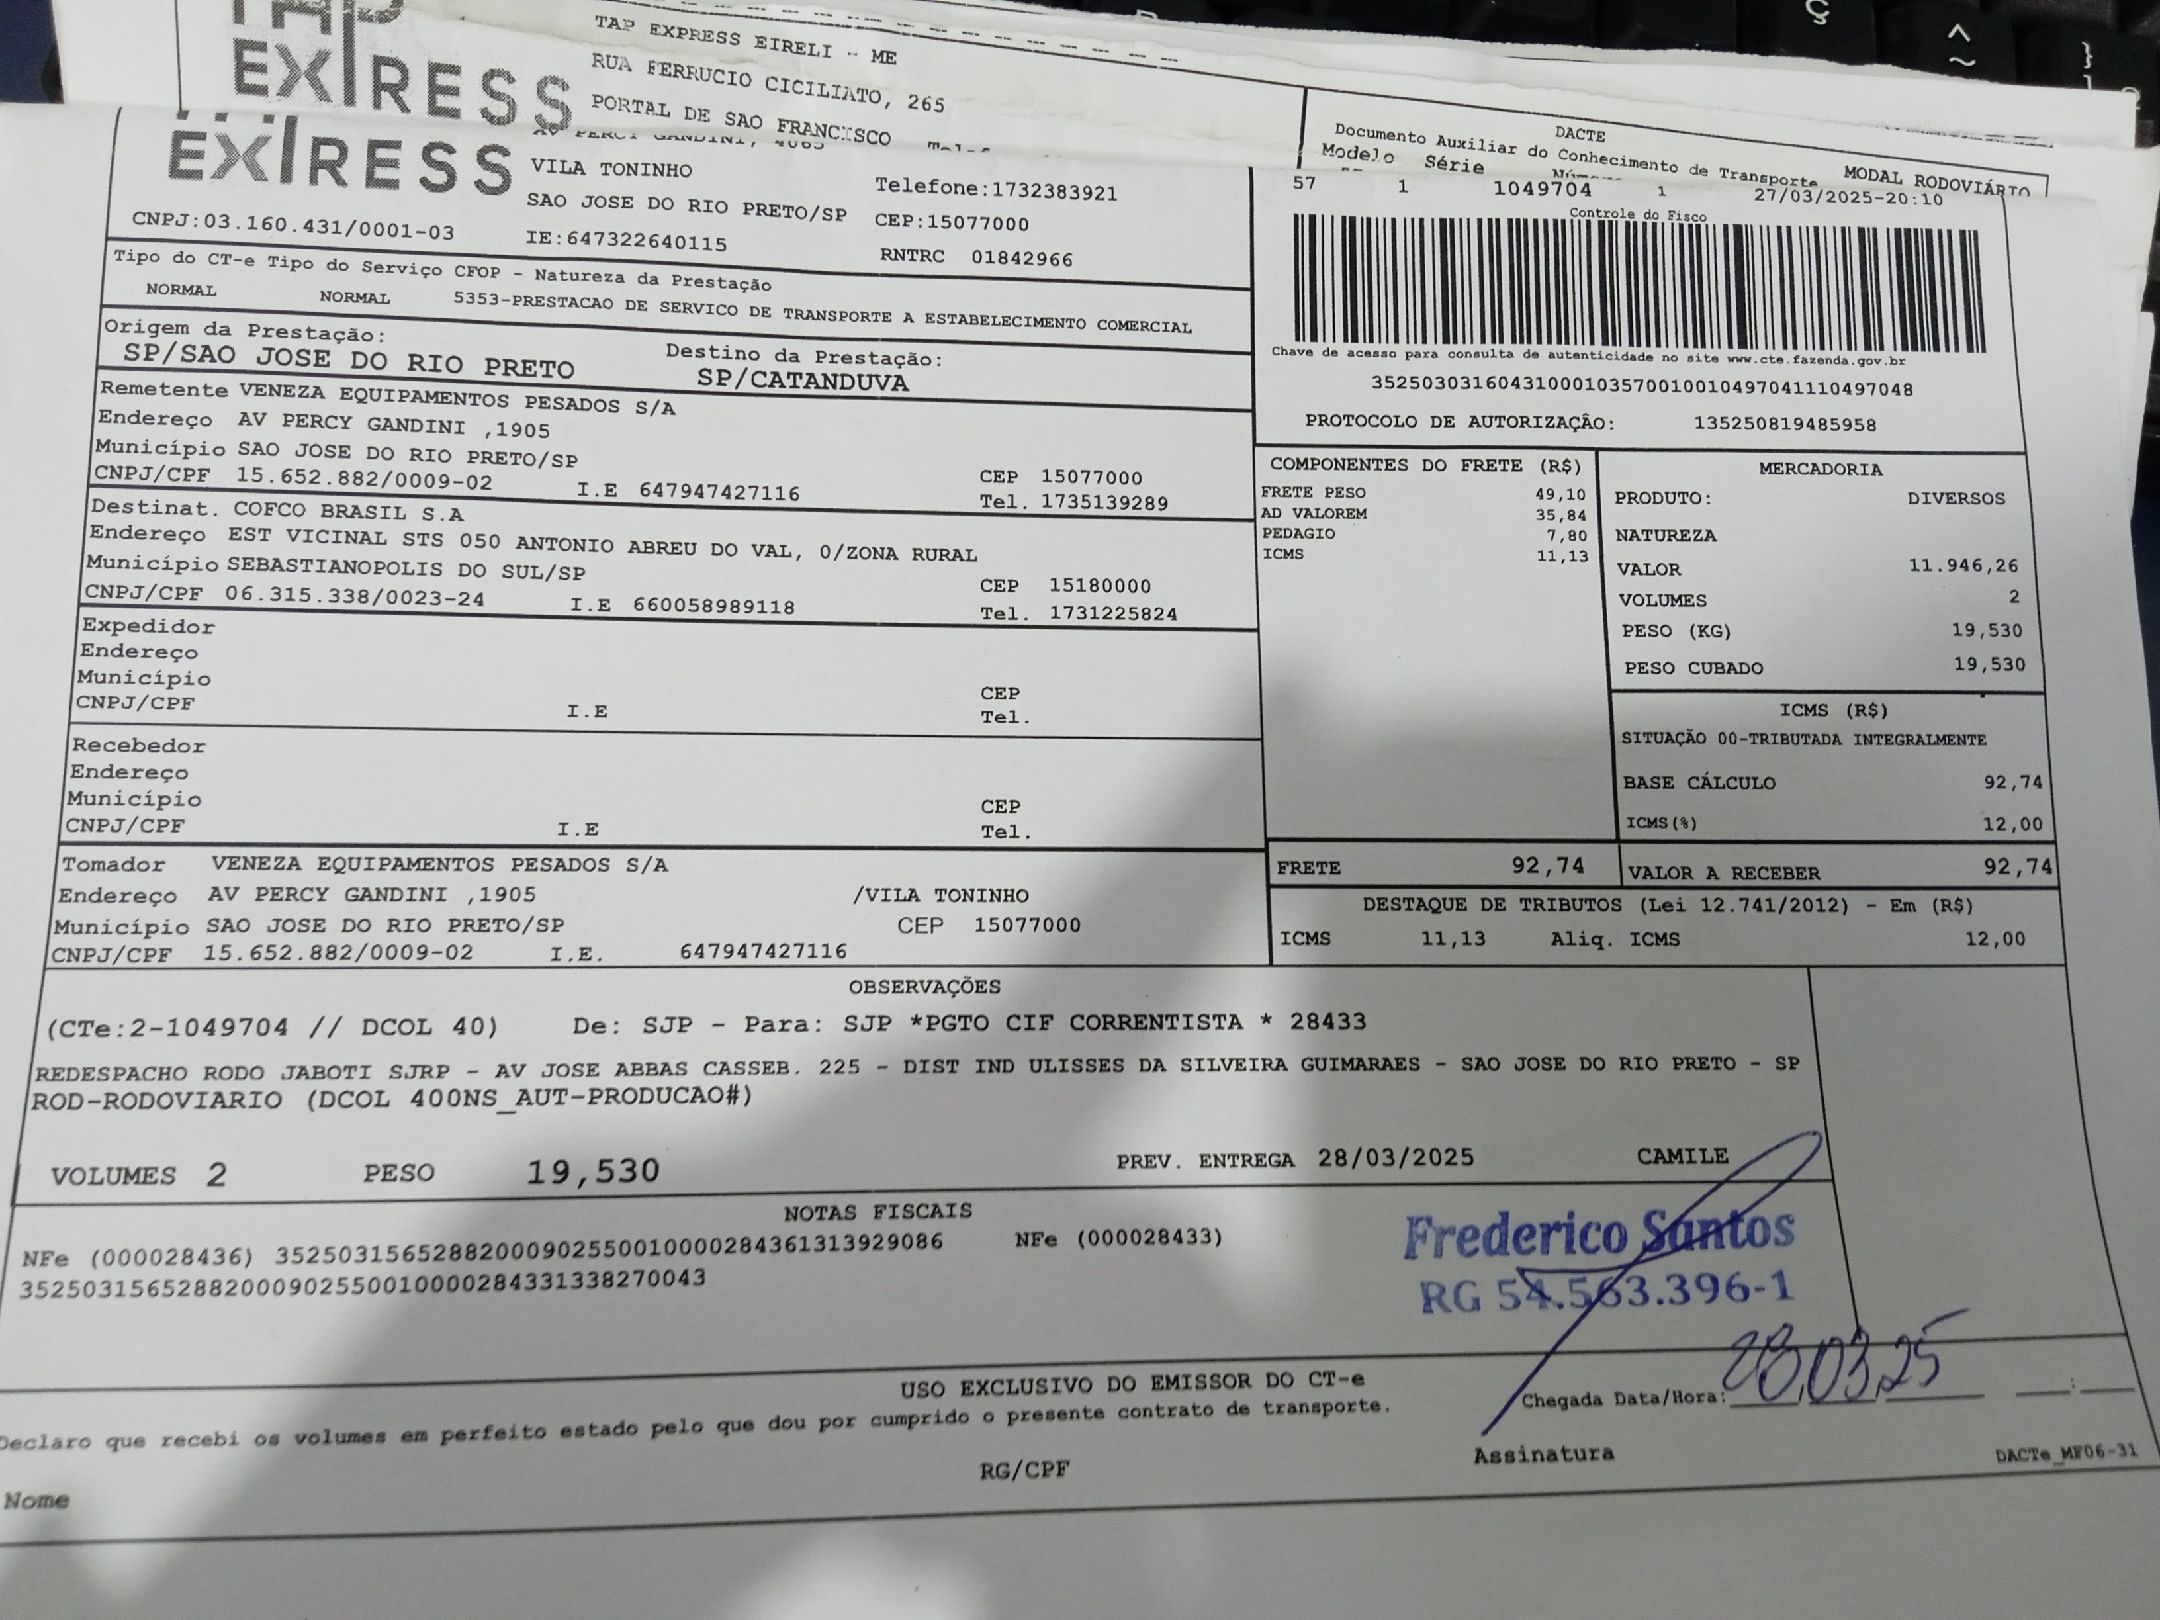 TAP
EXPRESS
TAP EXPRESS EIRELI - ME
RUA FERRUCIO CICILIATO, 265
PORTAL DE SAO FRANCISCO
DACTE
Documento Auxiliar do Conhecimento de Transporte
MODAL RODOVIÁRIO
Modelo Série
EXPRESS
AV PERCY GANDINI, 4065
VILA TONINHO
Telefone:1732383921
SAO JOSE DO RIO PRETO/SP CEP:15077000
CNPJ:03.160.431/0001-03 IE:647322640115 RNTRC 01842966
57 1 1049704 1 27/03/2025-20:10
Controle do Fisco
Chave de acesso para consulta de autenticidade no site www.cte.fazenda.gov.br
35250303160431000103570010010497041110497048
PROTOCOLO DE AUTORIZAÇÂO: 135250819485958
Tipo do CT-e Tipo do Serviço CFOP - Natureza da Prestação
NORMAL NORMAL 5353-PRESTACAO DE SERVICO DE TRANSPORTE A ESTABELECIMENTO COMERCIAL
Origem da Prestação: Destino da Prestação:
SP/SAO JOSE DO RIO PRETO SP/CATANDUVA
Remetente VENEZA EQUIPAMENTOS PESADOS S/A
Endereço AV PERCY GANDINI ,1905
Município SAO JOSE DO RIO PRETO/SP CEP 15077000
CNPJ/CPF 15.652.882/0009-02 I.E 647947427116 Tel. 1735139289
Destinat. COFCO BRASIL S.A
Endereço EST VICINAL STS 050 ANTONIO ABREU DO VAL, 0/ZONA RURAL
Município SEBASTIANOPOLIS DO SUL/SP CEP 15180000
CNPJ/CPF 06.315.338/0023-24 I.E 660058989118 Tel. 1731225824
Expedidor
Endereço
Município CEP
CNPJ/CPF I.E Tel.
Recebedor
Endereço
Município CEP
CNPJ/CPF I.E Tel.
Tomador VENEZA EQUIPAMENTOS PESADOS S/A
Endereço AV PERCY GANDINI ,1905 /VILA TONINHO
Município SAO JOSE DO RIO PRETO/SP CEP 15077000
CNPJ/CPF 15.652.882/0009-02 I.E. 647947427116
COMPONENTES DO FRETE (R$)
FRETE PESO 49,10
AD VALOREM 35,84
PEDAGIO 7,80
ICMS 11,13
MERCADORIA
PRODUTO: DIVERSOS
NATUREZA
VALOR 11.946,26
VOLUMES 2
PESO (KG) 19,530
PESO CUBADO 19,530
ICMS (R$)
SITUAÇÃO 00-TRIBUTADA INTEGRALMENTE
BASE CÁLCULO 92,74
ICMS(%) 12,00
FRETE 92,74 VALOR A RECEBER 92,74
DESTAQUE DE TRIBUTOS (Lei 12.741/2012) - Em (R$)
ICMS 11,13 Aliq. ICMS 12,00
OBSERVAÇÕES
(CTe:2-1049704 // DCOL 40) De: SJP - Para: SJP *PGTO CIF CORRENTISTA * 28433
REDESPACHO RODO JABOTI SJRP - AV JOSE ABBAS CASSEB. 225 - DIST IND ULISSES DA SILVEIRA GUIMARAES - SAO JOSE DO RIO PRETO - SP
ROD-RODOVIARIO (DCOL 400NS_AUT-PRODUCAO#)
VOLUMES 2 PESO 19,530 PREV. ENTREGA 28/03/2025 CAMILE
NOTAS FISCAIS
NFe (000028436) 35250315652882000902550010000284361313929086 NFe (000028433)
35250315652882000902550010000284331338270043
Frederico Santos
RG 54.563.396-1
USO EXCLUSIVO DO EMISSOR DO CT-e
Chegada Data/Hora: 28,03,25
Declaro que recebi os volumes em perfeito estado pelo que dou por cumprido o presente contrato de transporte.
Nome RG/CPF Assinatura DACTe_MF06-31
Ç
^
~
}